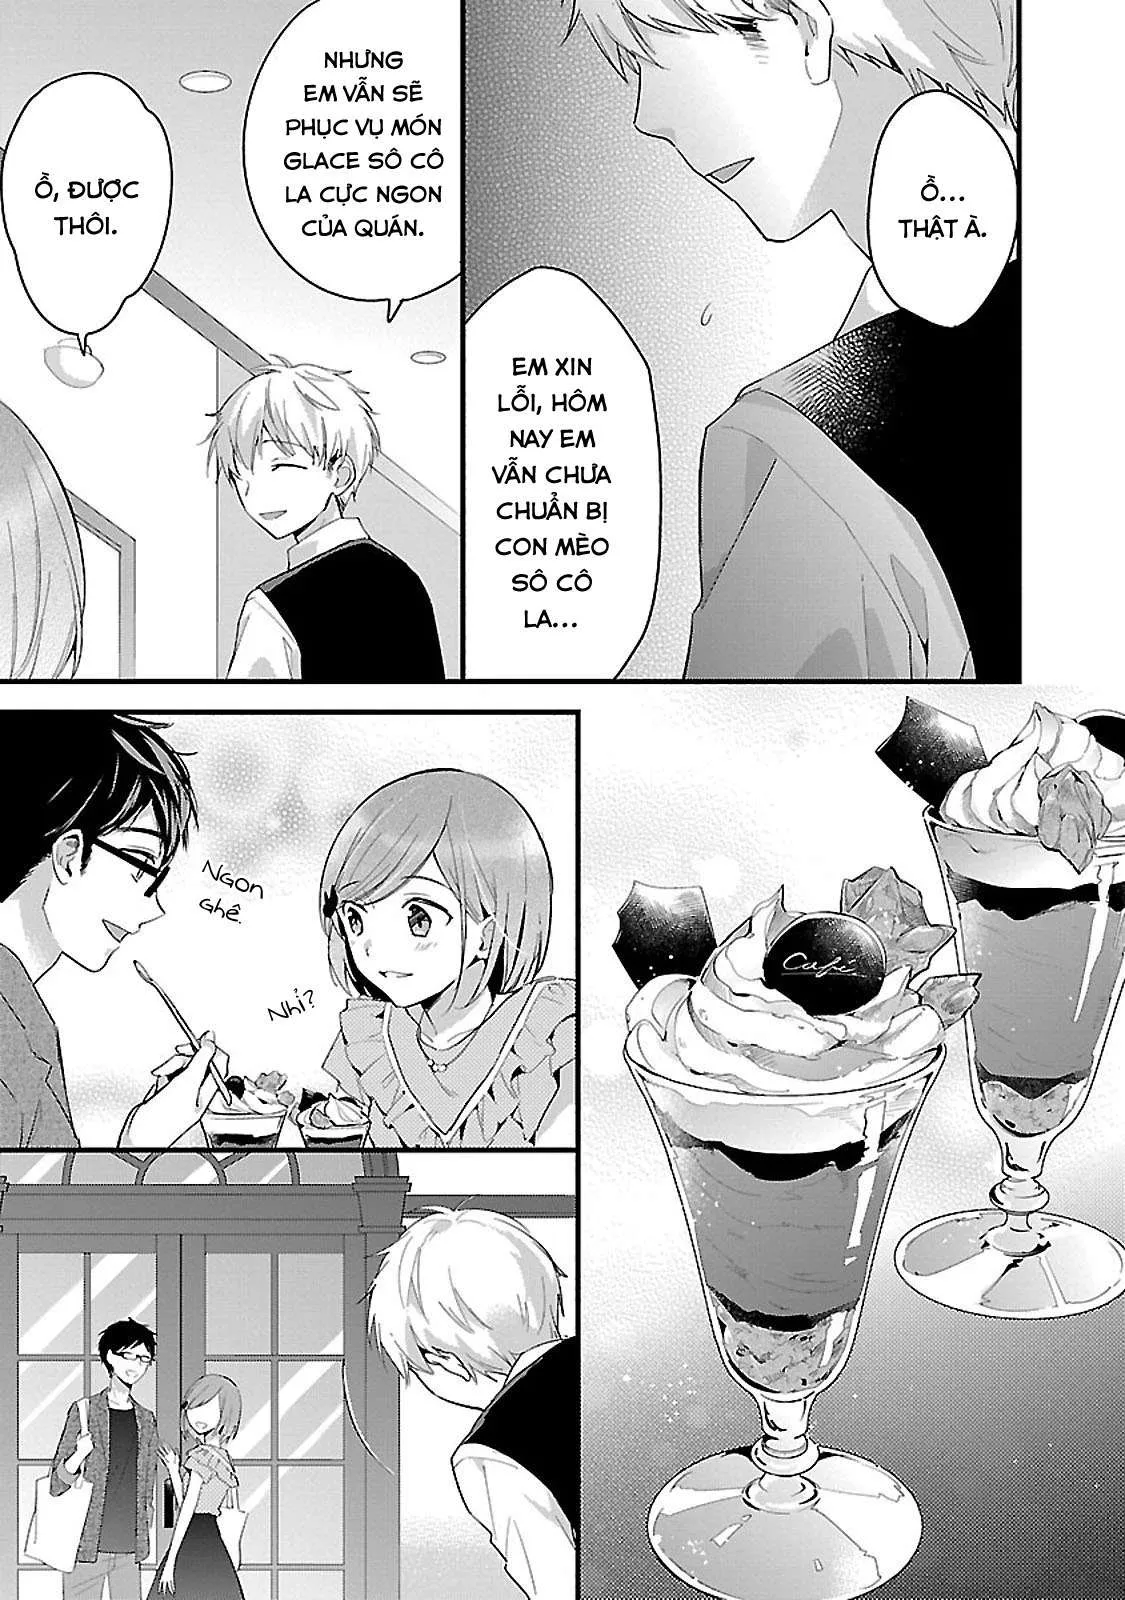 Ồ...
THẬT À.
EM XIN
LỖI, HÔM
NAY EM
VẪN CHƯA
CHUẨN BỊ
CON MÈO
SÔ CÔ
LA...
NHƯNG
EM VẪN SẼ
PHỤC VỤ MÓN
GLACE SÔ CÔ
LA CỰC NGON
CỦA QUÁN.
Ồ, ĐƯỢC
THÔI.
Café
Ngon
ghê.
Nhỉ?